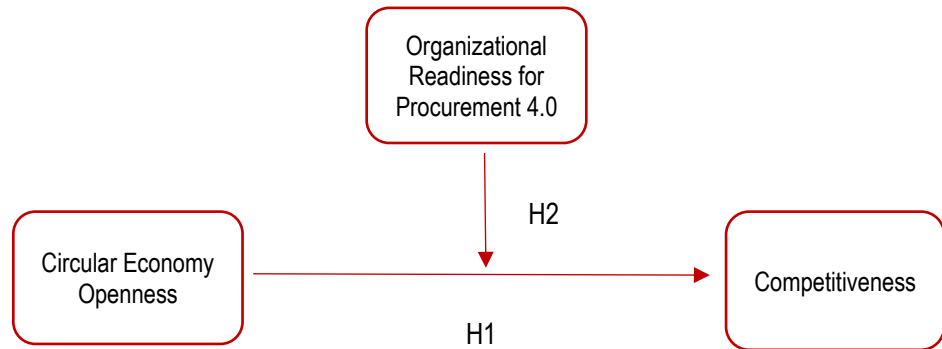 Organizational
Readiness for
Procurement 4.0
H2
Circular Economy
Openness
Competitiveness
H1